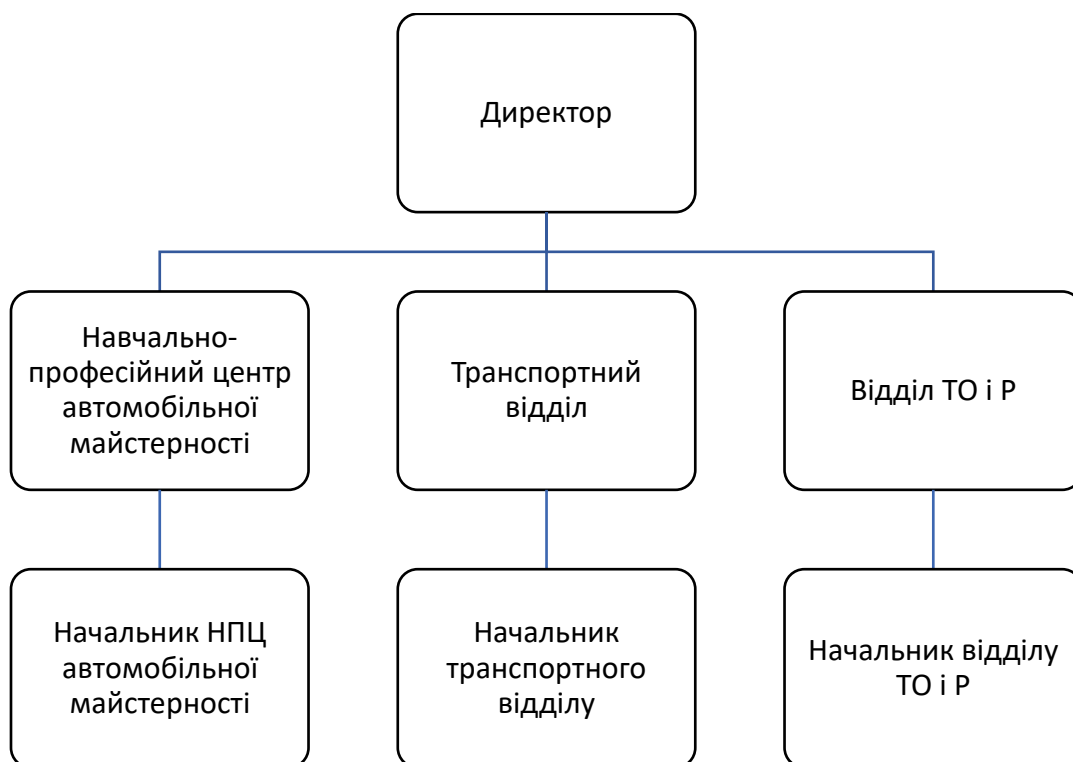 Директор
Навчально-
професійний центр
автомобільної
майстерності
Транспортний
відділ
Відділ ТО і Р
Начальник НПЦ
автомобільної
майстерності
Начальник
транспортного
відділу
Начальник відділу
ТО і Р